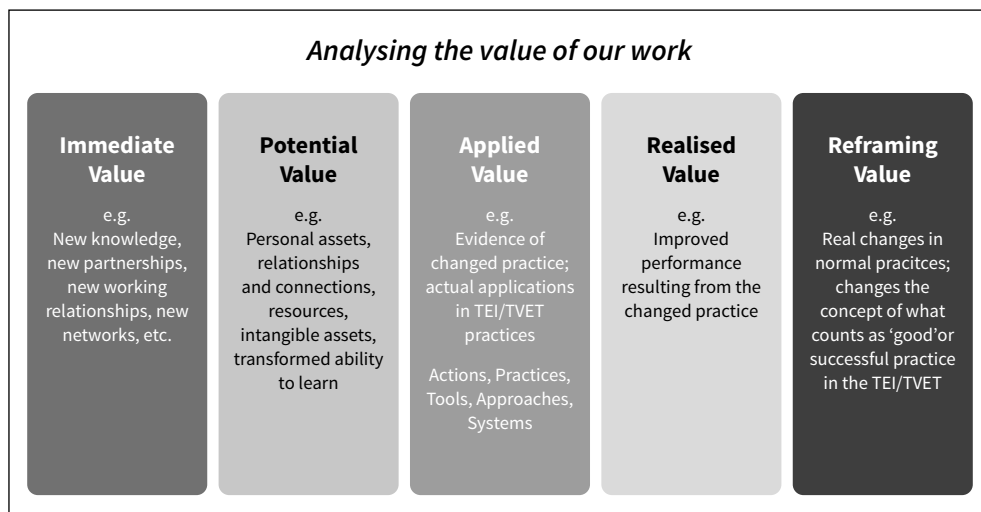 Analysing the value of our work
Immediate
Value
e.g.
New knowledge,
new partnerships,
new working
relationships, new
networks, etc.
Potential
Value
e.g.
Personal assets,
relationships
and connections,
resources,
intangible assets,
transformed ability
to learn
Applied
Value
e.g.
Evidence of
changed practice;
actual applications
in TEI/TVET
practices
Actions, Practices,
Tools, Approaches,
Systems
Realised
Value
e.g.
Improved
performance
resulting from the
changed practice
Reframing
Value
e.g.
Real changes in
normal pracitces;
changes the
concept of what
counts as ‘good’or
successful practice
in the TEI/TVET